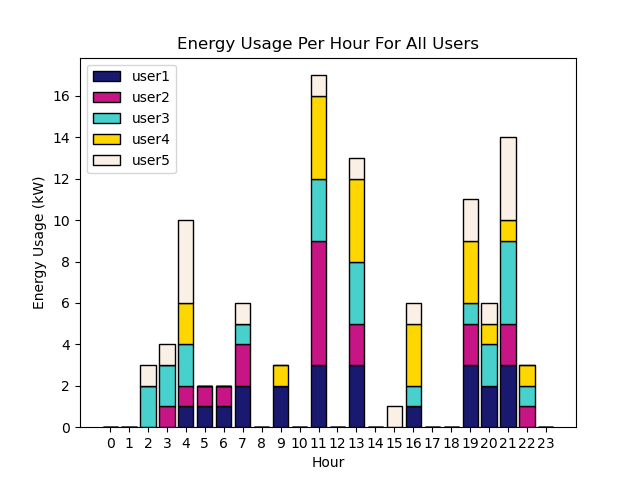 Energy Usage Per Hour For All Users
user1
user2
user3
user4
user5
16
14
12
10
8
6
4
2
0
Energy Usage (kW)
0 1 2 3 4 5 6 7 8 9 10 11 12 13 14 15 16 17 18 19 20 21 22 23
Hour